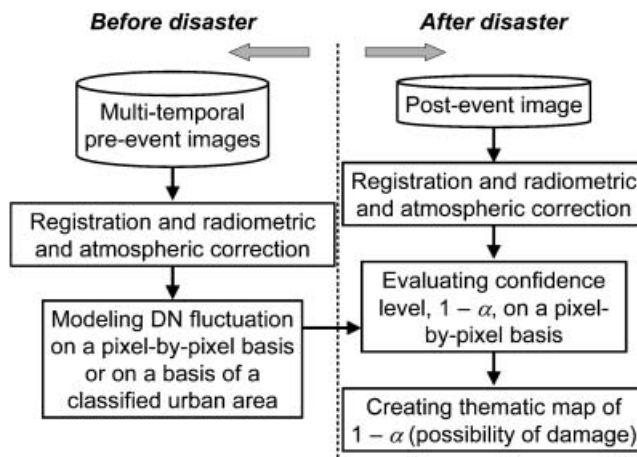 Before disaster
After disaster
Multi-temporal
pre-event images
Post-event image
Registration and radiometric
and atmospheric correction
Registration and radiometric
and atmospheric correction
Modeling DN fluctuation
on a pixel-by-pixel basis
or on a basis of a
classified urban area
Evaluating confidence
level, 1 – α, on a pixel-
by-pixel basis
Creating thematic map of
1 – α (possibility of damage)